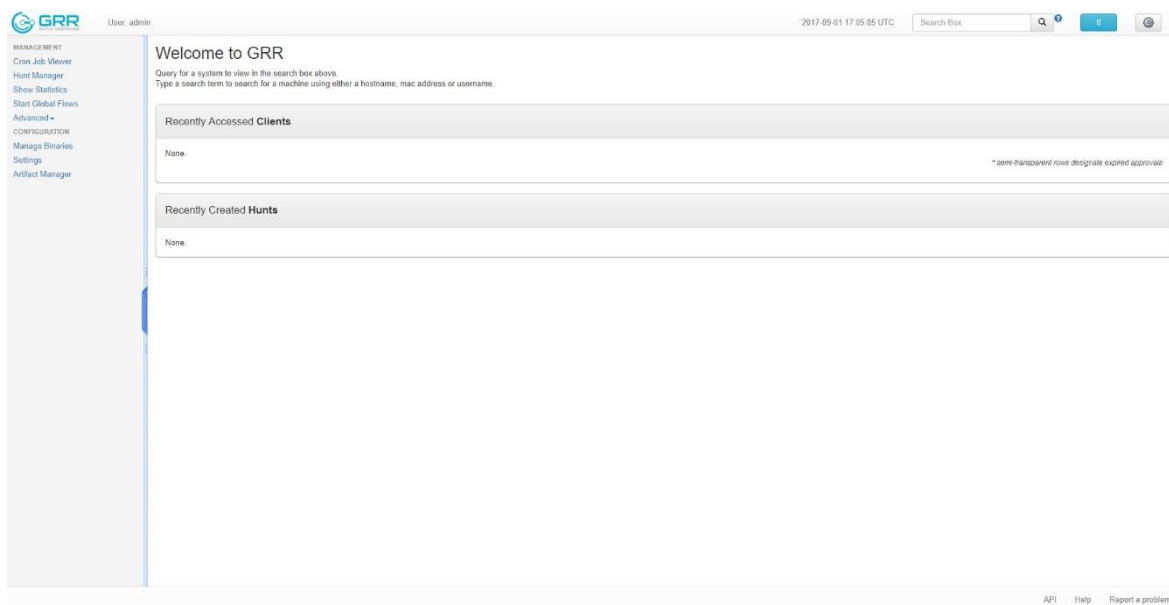 GRR
User: admin
2017-09-01 17:05:05 UTC
Search Box
MANAGEMENT
Cron Job Viewer
Hunt Manager
Show Statistics
Start Global Flows
Advanced
CONFIGURATION
Manage Binaries
Settings
Artifact Manager
Welcome to GRR
Query for a system to view in the search box above.
Type a search term to search for a machine using either a hostname, mac address or username.
Recently Accessed Clients
None.
* semi-transparent rows designate expired approvals
Recently Created Hunts
None.
API Help Report a problem